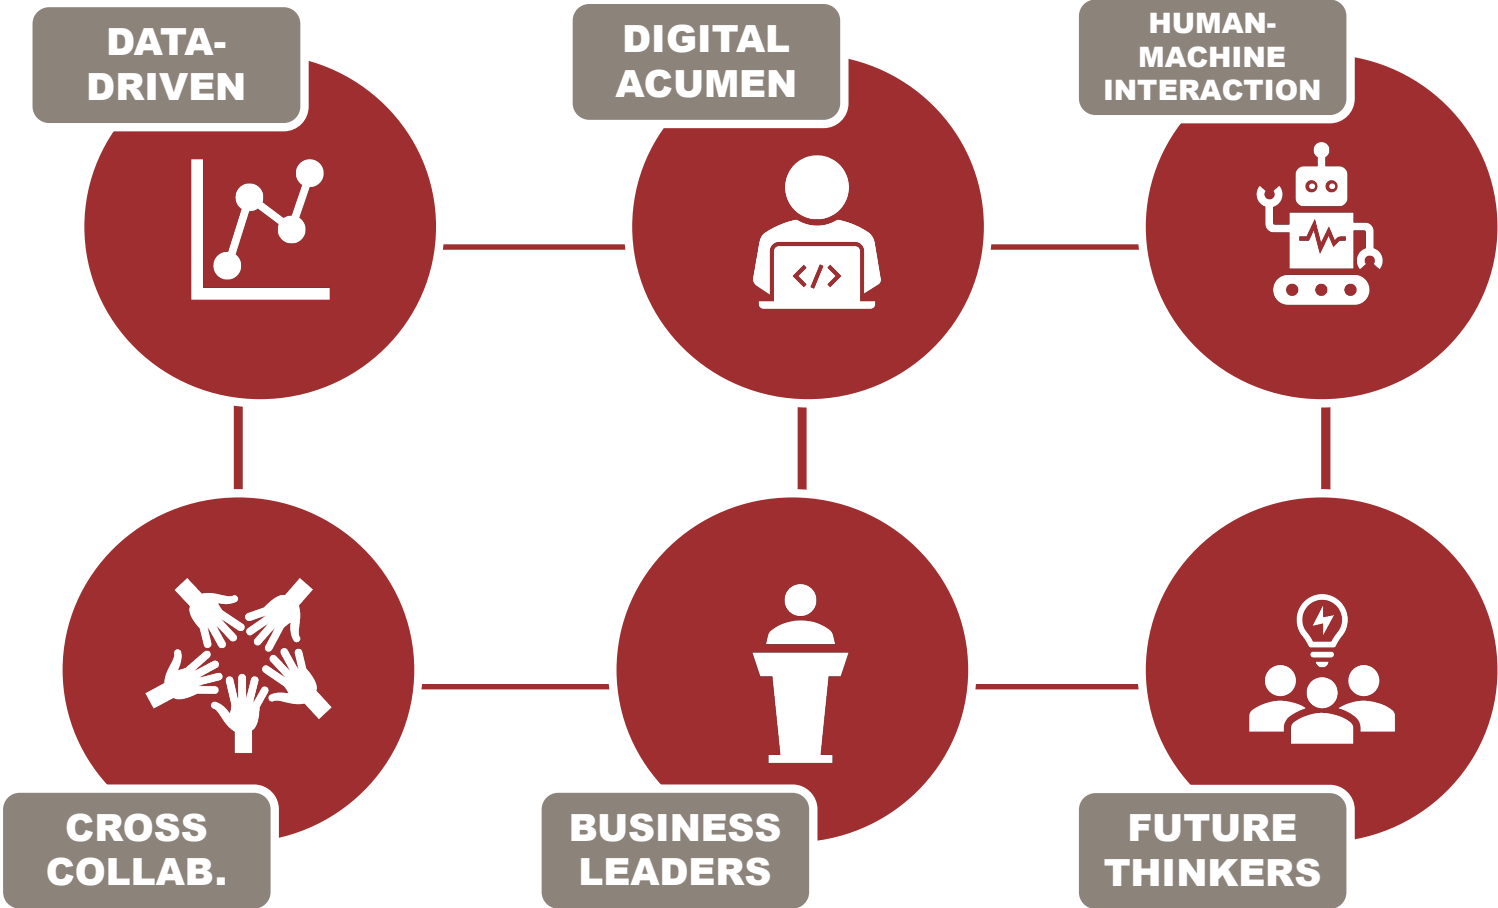 DATA-
DRIVEN
DIGITAL
ACUMEN
HUMAN-
MACHINE
INTERACTION
</>
CROSS
COLLAB.
BUSINESS
LEADERS
FUTURE
THINKERS